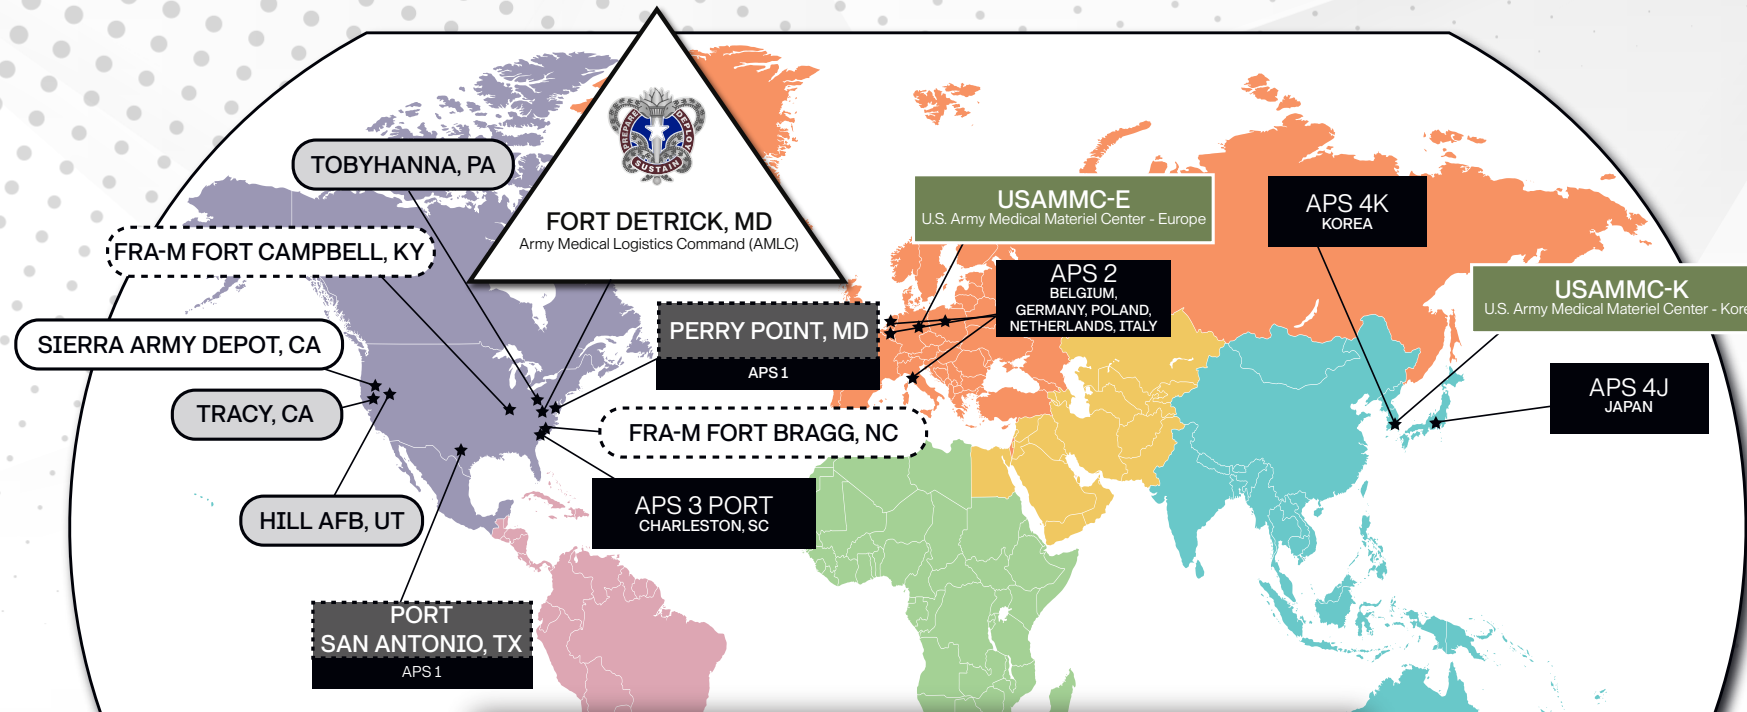 PREPARE
DEPLOY
SUSTAIN
FORT DETRICK, MD
Army Medical Logistics Command (AMLC)
TOBYHANNA, PA
FRA-M FORT CAMPBELL, KY
SIERRA ARMY DEPOT, CA
TRACY, CA
HILL AFB, UT
PORT
SAN ANTONIO, TX
APS 1
PERRY POINT, MD
APS 1
FRA-M FORT BRAGG, NC
APS 3 PORT
CHARLESTON, SC
USAMMC-E
U.S. Army Medical Materiel Center - Europe
APS 2
BELGIUM,
GERMANY, POLAND,
NETHERLANDS, ITALY
APS 4K
KOREA
USAMMC-K
U.S. Army Medical Materiel Center - Kore
APS 4J
JAPAN